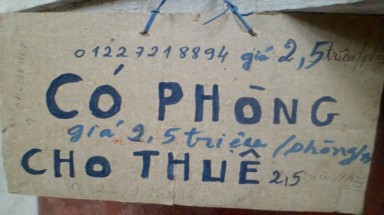 01227218894 giá 2,5 triệu/
CÓ PHÒNG
giá 2,5 triệu /phòng/
CHO THUÊ 2,5